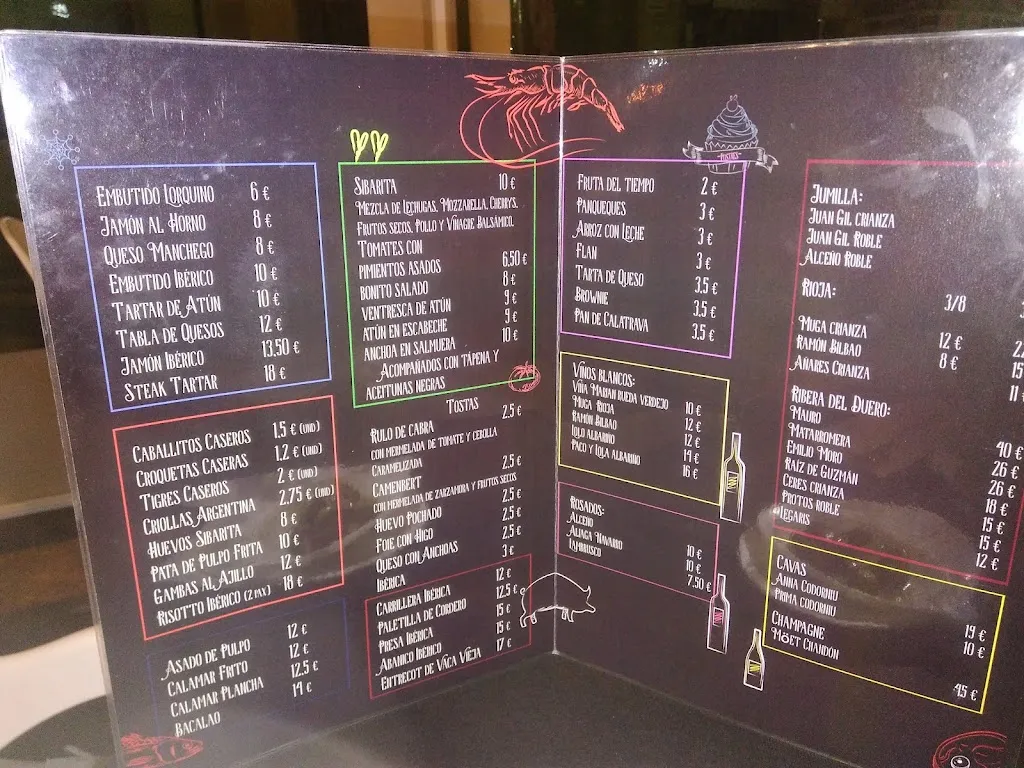 Embutido Lorquino 6 €
Jamón al Horno 8 €
Queso Manchego 8 €
Embutido Ibérico 10 €
Tartar de Atún 10 €
Tabla de Quesos 12 €
Jamón Ibérico 13.50 €
Steak Tartar 18 €
Caballitos Caseros 1.5 € (und)
Croquetas Caseras 1.2 € (und)
Tigres Caseros 2 € (und)
Criollas Argentina 2.75 € (und)
Huevos Sibarita 8 €
Pata de Pulpo Frita 10 €
Gambas al Ajillo 12 €
Risotto Ibérico (2 pax) 18 €
Asado de Pulpo 12 €
Calamar Frito 12 €
Calamar Plancha 12.5 €
Bacalao 14 €
Sibarita 10 €
Mezcla de Lechugas, Mozzarella, Cherrys,
Frutos secos, Pollo y Vinagre Balsámico.
Tomates con
pimientos asados 6.50 €
bonito salado 8 €
ventresca de atún 9 €
atún en escabeche 9 €
anchoa en salmuera 10 €
Acompañados con tápena y
aceitunas negras
Tostas
Rulo de cabra 2.5 €
con mermelada de tomate y cebolla
caramelizada
Camenbert 2.5 €
con mermelada de zarzamora y frutos secos
Huevo Pochado 2.5 €
Foie con Higo 2.5 €
Queso con Anchoas 2.5 €
Ibérica 3 €
Carrillera Ibérica 12 €
Paletilla de Cordero 12.5 €
Presa Ibérica 15 €
Abanico Ibérico 15 €
Entrecot de Vaca Vieja 17 €
Postres
Fruta del tiempo 2 €
Panqueques 3 €
Arroz con Leche 3 €
Flan 3 €
Tarta de Queso 3.5 €
Brownie 3.5 €
Pan de Calatrava 3.5 €
Vinos blancos:
Viña Maban rueda verdejo 10 €
Muga Rioja 12 €
Ramón Bilbao 12 €
Lolo albariño 14 €
Paco y Lola albariño 16 €
Rosados:
Alceño 10 €
Aliaga Navarro 10 €
Lambrusco 7.50 €
Jumilla:
Juan Gil crianza
Juan Gil Roble
Alceño Roble
Rioja: 3/8
Muga crianza 12 €
Ramón Bilbao 8 € 15
Añares Crianza 11
Ribera del Duero:
Mauro 40 €
Matarromera 26 €
Emilio Moro 26 €
Raíz de Guzmán 18 €
Ceres crianza 15 €
Protos roble 15 €
Legaris 12 €
Cavas
Anna Codorniu 19 €
Prima codorniu 10 €
Champagne
Möet Chandon 45 €